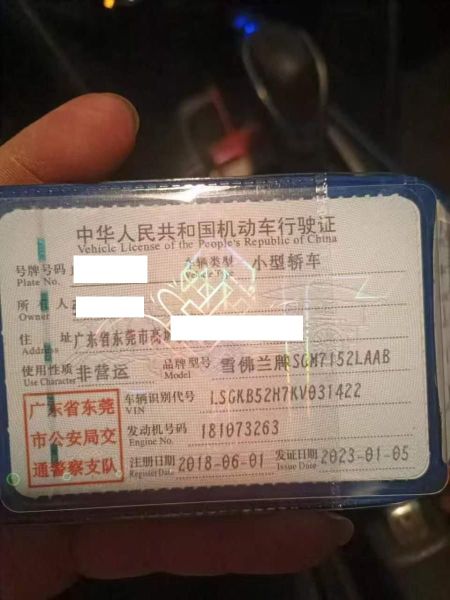 中华人民共和国机动车行驶证
Vehicle License of the People's Republic of China
号牌号码 车辆类型 小型轿车
Plate No. Vehicle Type
所有人
Owner
住址 广东省东莞市高埗
Address
使用性质 非营运 品牌型号 雪佛兰牌SGM7152LAAB
Use Character Model
广东省东莞
市公安局交
通警察支队
车辆识别代号 LSGKB52H7KV031422
VIN
发动机号码 181073263
Engine No.
注册日期 2018-06-01 发证日期 2023-01-05
Register Date Issue Date